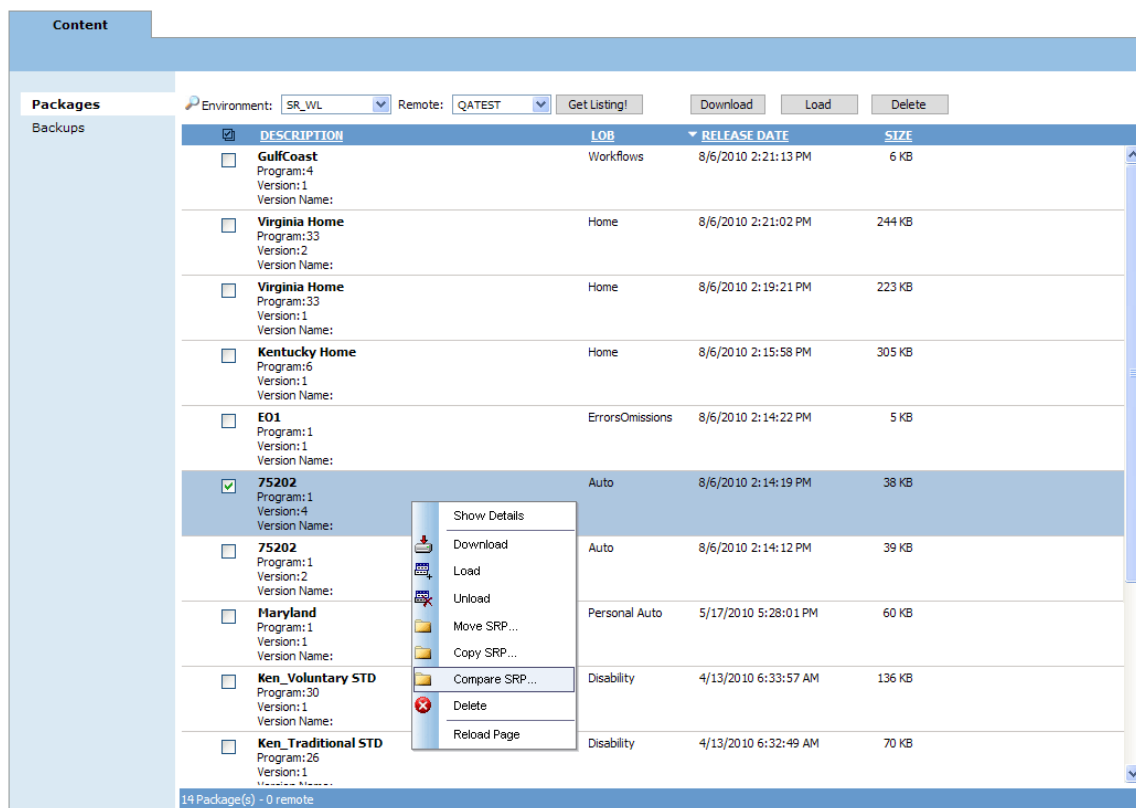 Content
Packages
Backups
Environment: SR_WL Remote: QATEST Get Listing! Download Load Delete
DESCRIPTION LOB RELEASE DATE SIZE
GulfCoast Workflows 8/6/2010 2:21:13 PM 6 KB
Program:4
Version:1
Version Name:
Virginia Home Home 8/6/2010 2:21:02 PM 244 KB
Program:33
Version:2
Version Name:
Virginia Home Home 8/6/2010 2:19:21 PM 223 KB
Program:33
Version:1
Version Name:
Kentucky Home Home 8/6/2010 2:15:58 PM 305 KB
Program:6
Version:1
Version Name:
EO1 ErrorsOmissions 8/6/2010 2:14:22 PM 5 KB
Program:1
Version:1
Version Name:
75202 Auto 8/6/2010 2:14:19 PM 38 KB
Program:1
Version:4
Version Name:
75202 Auto 8/6/2010 2:14:12 PM 39 KB
Program:1
Version:2
Version Name:
Maryland Personal Auto 5/17/2010 5:28:01 PM 60 KB
Program:1
Version:1
Version Name:
Ken_Voluntary STD Disability 4/13/2010 6:33:57 AM 136 KB
Program:30
Version:1
Version Name:
Ken_Traditional STD Disability 4/13/2010 6:32:49 AM 70 KB
Program:26
Version:1
Version Name:
Show Details
Download
Load
Unload
Move SRP...
Copy SRP...
Compare SRP...
Delete
Reload Page
14 Package(s) - 0 remote